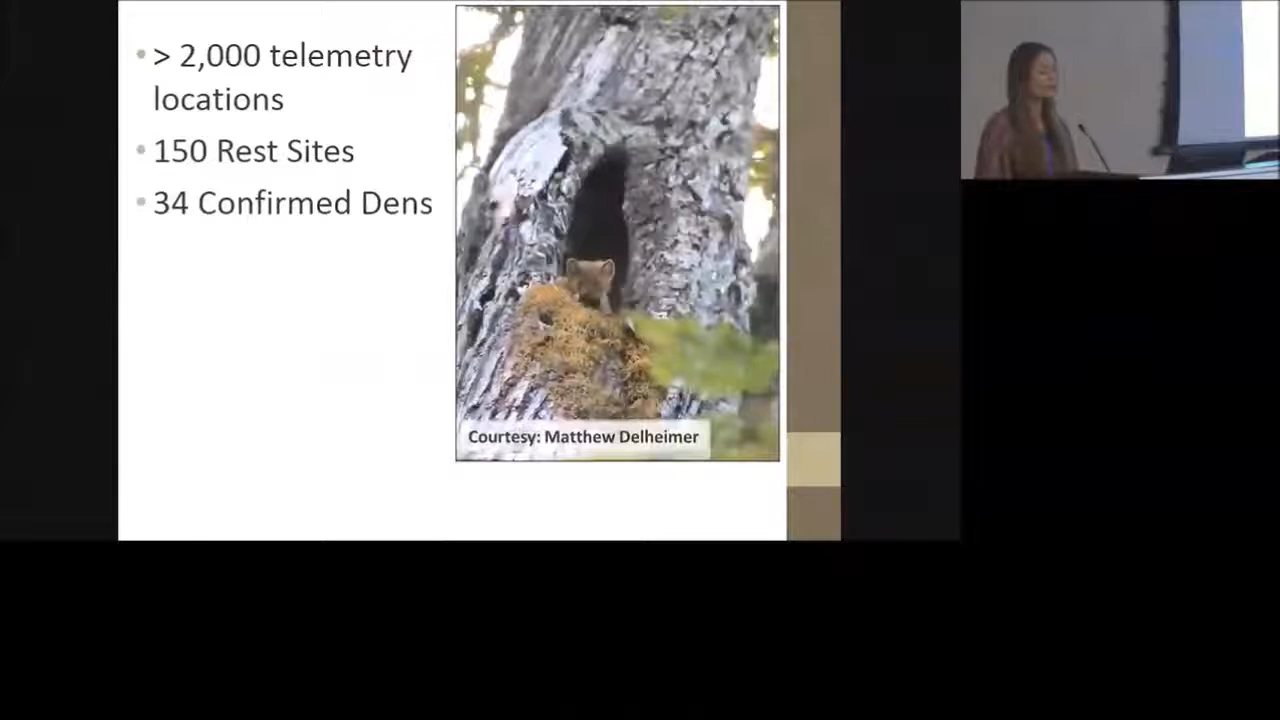 > 2,000 telemetry
locations
150 Rest Sites
34 Confirmed Dens
Courtesy: Matthew Delheimer